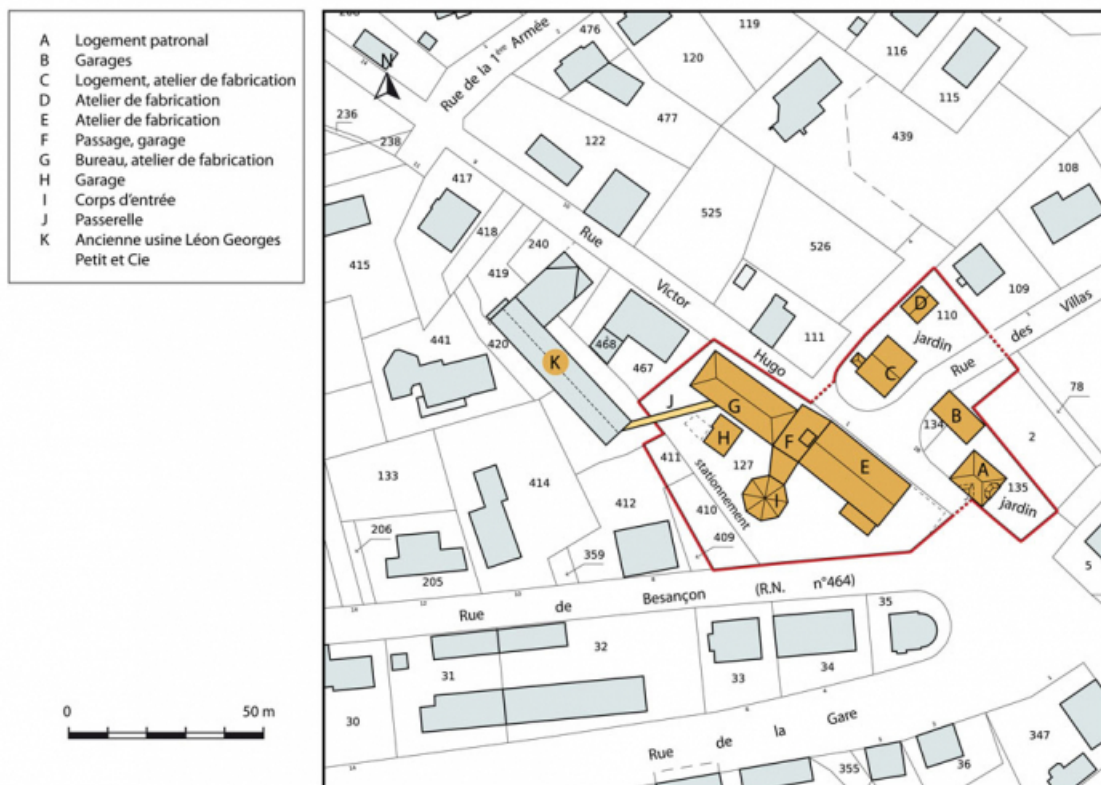 A Logement patronal
B Garages
C Logement, atelier de fabrication
D Atelier de fabrication
E Atelier de fabrication
F Passage, garage
G Bureau, atelier de fabrication
H Garage
I Corps d'entrée
J Passerelle
K Ancienne usine Léon Georges
Petit et Cie
0 50 m
N
Rue de la 1ère Armée
476
119
120
116
115
477
439
236
238
122
417
418
240
419
415
Rue Victor Hugo
525
526
108
109
D
110
jardin
Rue des Villas
111
C
441
420
K
468
467
J
G
H
F
E
I
127
B
134
A
135
jardin
78
2
stationnement
411
410
409
133
414
412
206
205
359
5
Rue de Besançon (R.N. n°464)
35
32
31
33
34
30
Rue de la Gare
347
355
36